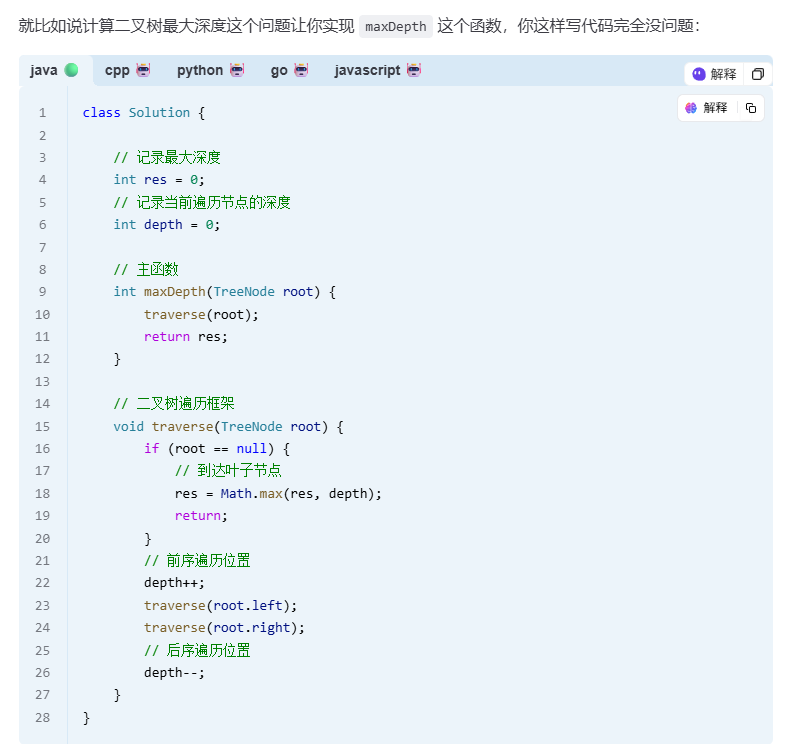 就比如说计算二叉树最大深度这个问题让你实现 maxDepth 这个函数，你这样写代码完全没问题：
java cpp python go javascript 解释
解释
1 class Solution {
2
3 // 记录最大深度
4 int res = 0;
5 // 记录当前遍历节点的深度
6 int depth = 0;
7
8 // 主函数
9 int maxDepth(TreeNode root) {
10 traverse(root);
11 return res;
12 }
13
14 // 二叉树遍历框架
15 void traverse(TreeNode root) {
16 if (root == null) {
17 // 到达叶子节点
18 res = Math.max(res, depth);
19 return;
20 }
21 // 前序遍历位置
22 depth++;
23 traverse(root.left);
24 traverse(root.right);
25 // 后序遍历位置
26 depth--;
27 }
28 }